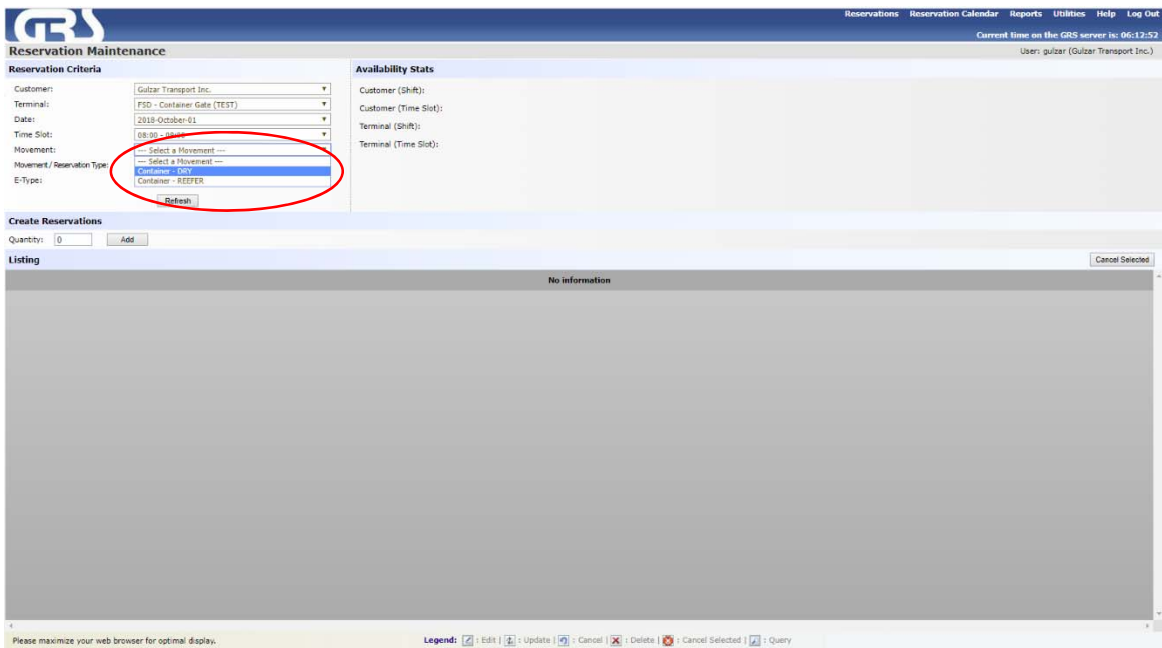 GRS
Reservations Reservation Calendar Reports Utilities Help Log Out
Current time on the GRS server is: 06:12:52
Reservation Maintenance
User: gulzar (Gulzar Transport Inc.)
Reservation Criteria
Availability Stats
Customer: Gulzar Transport Inc.
Customer (Shift):
Terminal: FSD - Container Gate (TEST)
Customer (Time Slot):
Date: 2018-October-01
Terminal (Shift):
Time Slot: 08:00 - 09:00
Terminal (Time Slot):
Movement: --- Select a Movement ---
Movement / Reservation Type: --- Select a Movement ---
Container - DRY
E-Type: Container - REEFER
Refresh
Create Reservations
Quantity: 0 Add
Listing
Cancel Selected
No information
Please maximize your web browser for optimal display.
Legend: : Edit | : Update | : Cancel | : Delete | : Cancel Selected | : Query